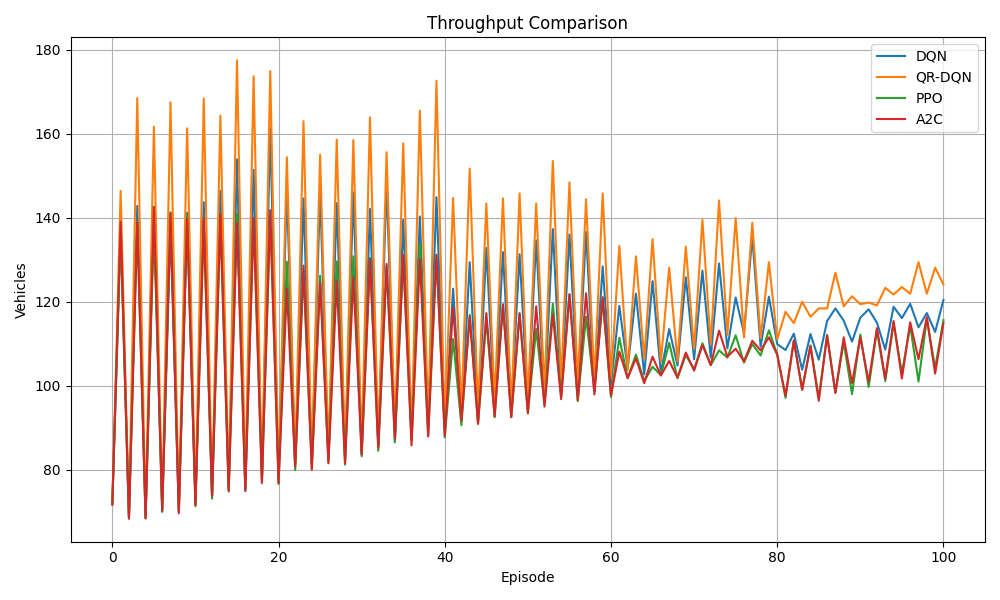 Throughput Comparison
DQN
QR-DQN
PPO
A2C
180
160
140
120
100
80
Vehicles
0 20 40 60 80 100
Episode